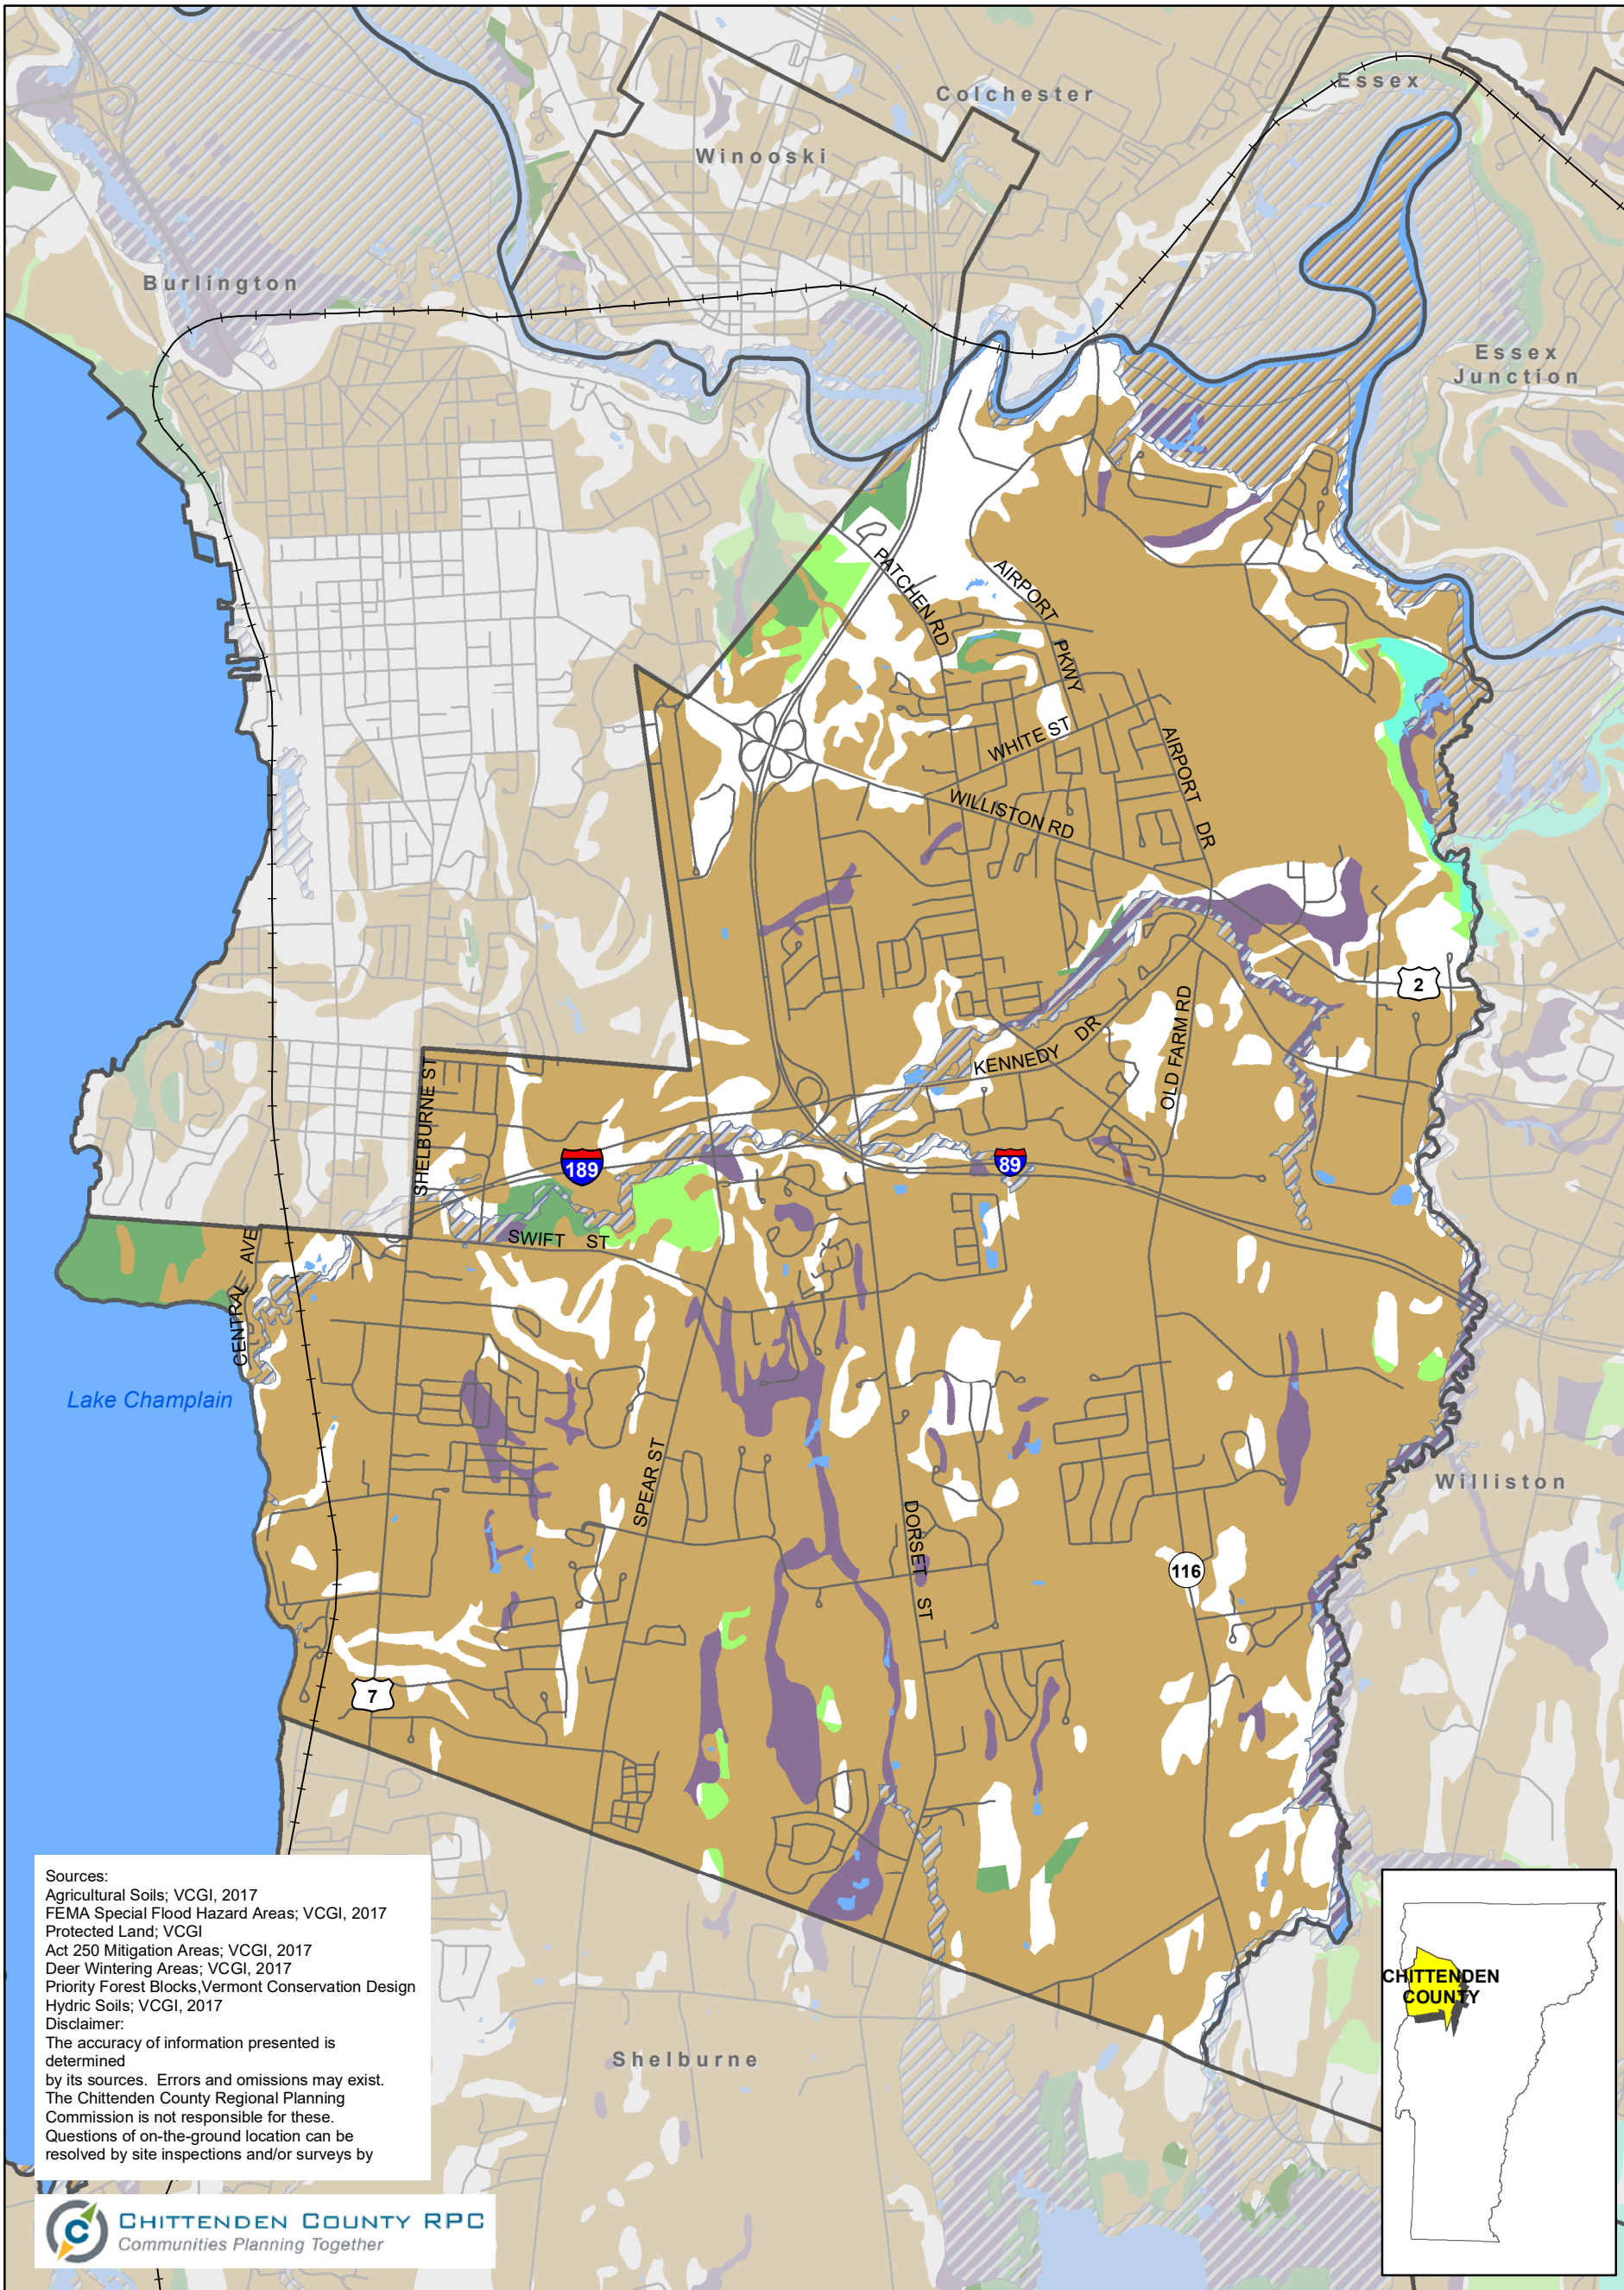 Colchester
Essex
Winooski
Burlington
Essex
Junction
PATCHEN RD
AIRPORT
PKWY
WHITE ST
AIRPORT DR
WILLISTON RD
2
KENNEDY DR
OLD FARM RD
SHELBURNE ST
189
89
SWIFT ST
CENTRAL AVE
Lake Champlain
SPEAR ST
Williston
DORSET ST
116
7
Sources:
Agricultural Soils; VCGI, 2017
FEMA Special Flood Hazard Areas; VCGI, 2017
Protected Land; VCGI
Act 250 Mitigation Areas; VCGI, 2017
Deer Wintering Areas; VCGI, 2017
Priority Forest Blocks,Vermont Conservation Design
Hydric Soils; VCGI, 2017
Disclaimer:
The accuracy of information presented is
determined
by its sources. Errors and omissions may exist.
The Chittenden County Regional Planning
Commission is not responsible for these.
Questions of on-the-ground location can be
resolved by site inspections and/or surveys by
CHITTENDEN
COUNTY
Shelburne
C
CHITTENDEN COUNTY RPC
Communities Planning Together